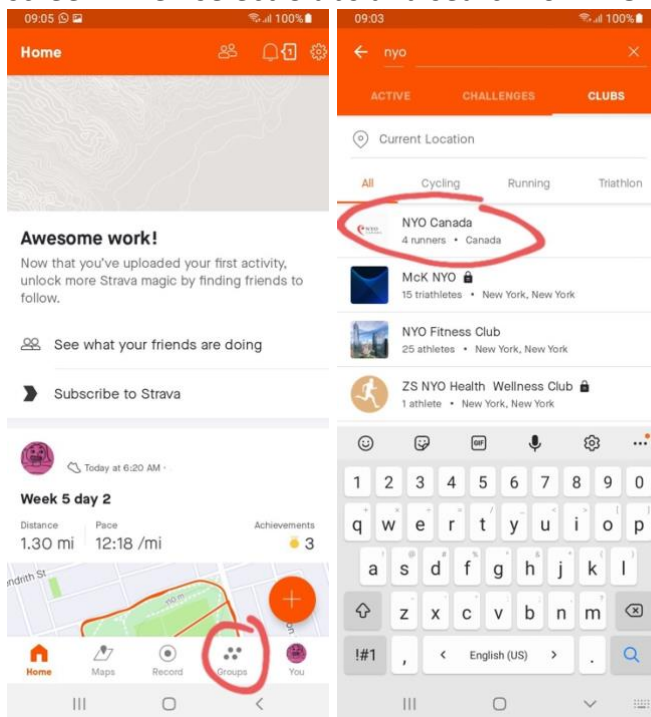 09:05 100%
Home
1
Awesome work!
Now that you've uploaded your first activity,
unlock more Strava magic by finding friends to
follow.
See what your friends are doing
Subscribe to Strava
Today at 6:20 AM ·
Week 5 day 2
Distance Pace Achievements
1.30 mi 12:18 /mi 3
ndrith St
Home Maps Record Groups You
09:03 100%
nyo
ACTIVE CHALLENGES CLUBS
Current Location
All Cycling Running Triathlon
NYO Canada
4 runners • Canada
McK NYO
15 triathletes • New York, New York
NYO Fitness Club
25 athletes • New York, New York
ZS NYO Health Wellness Club
1 athlete • New York, New York
GIF
1 2 3 4 5 6 7 8 9 0
q w e r t y u i o p
a s d f g h j k l
z x c v b n m
!#1 , < English (US) > .